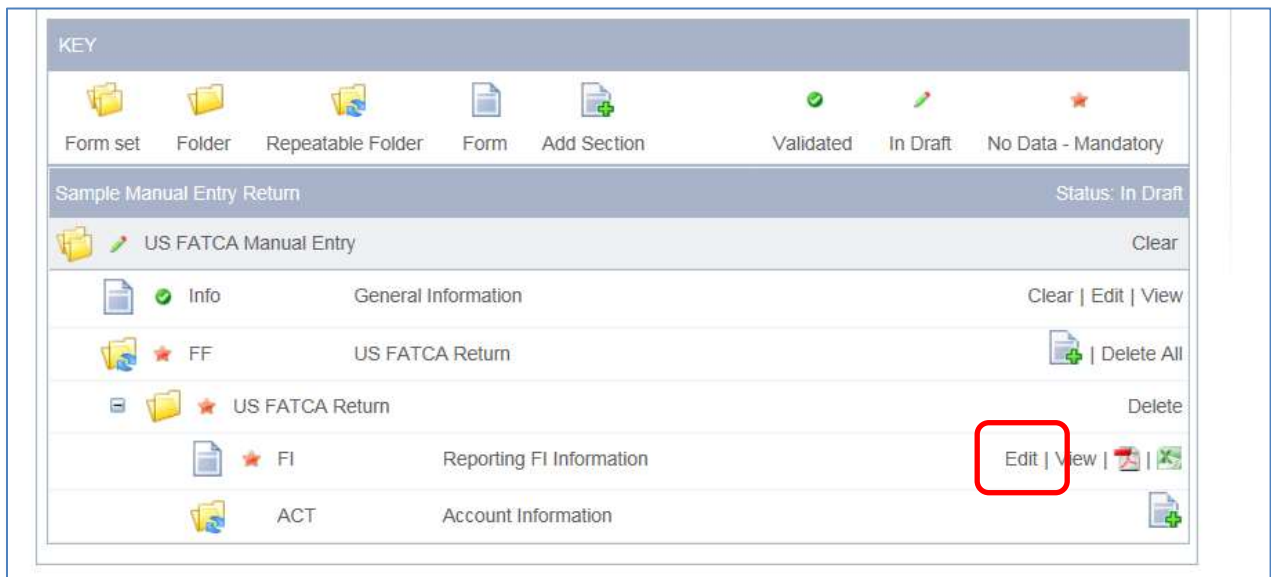 KEY
Form set Folder Repeatable Folder Form Add Section Validated In Draft No Data - Mandatory
Sample Manual Entry Return Status: In Draft
US FATCA Manual Entry Clear
Info General Information Clear | Edit | View
FF US FATCA Return | Delete All
US FATCA Return Delete
FI Reporting FI Information Edit | View | |
ACT Account Information